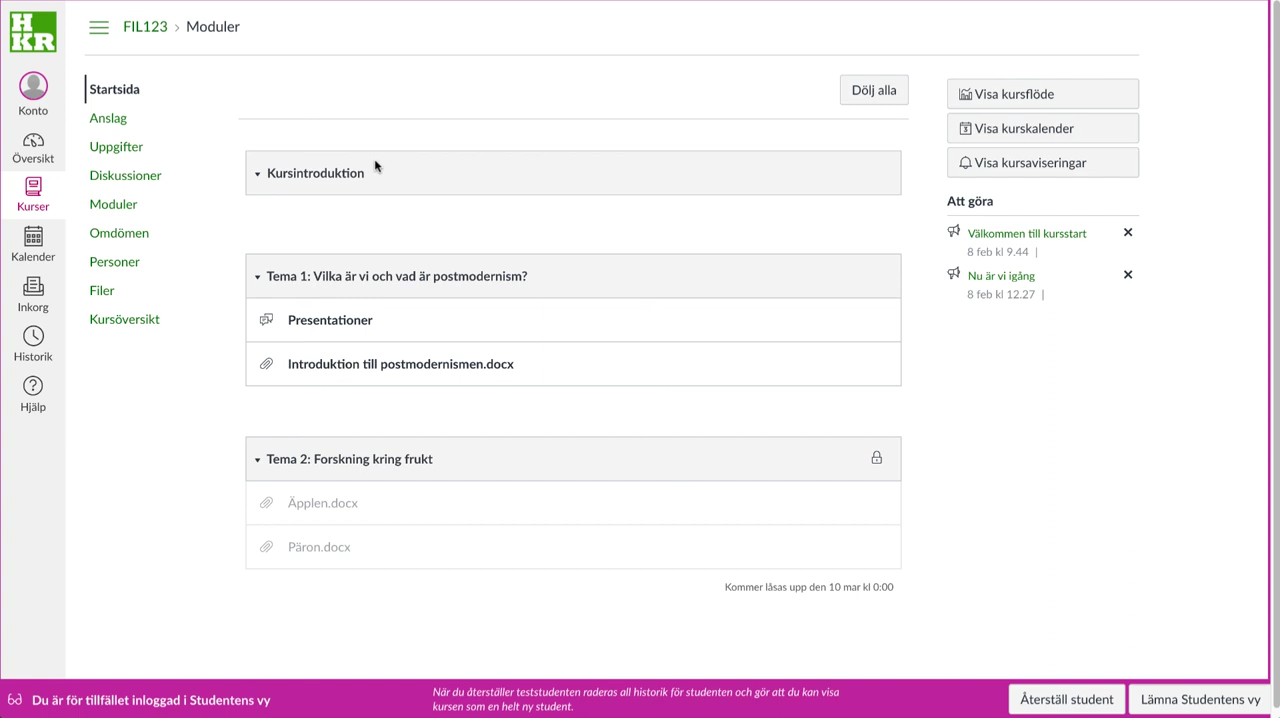 HKR
FIL123 › Moduler
Konto
Översikt
Kurser
Kalender
Inkorg
Historik
Hjälp
Startsida
Anslag
Uppgifter
Diskussioner
Moduler
Omdömen
Personer
Filer
Kursöversikt
Dölj alla
Kursintroduktion
Tema 1: Vilka är vi och vad är postmodernism?
Presentationer
Introduktion till postmodernismen.docx
Tema 2: Forskning kring frukt
Äpplen.docx
Päron.docx
Kommer låsas upp den 10 mar kl 0:00
Visa kursflöde
Visa kurskalender
Visa kursaviseringar
Att göra
Välkommen till kursstart
8 feb kl 9.44 |
Nu är vi igång
8 feb kl 12.27 |
Du är för tillfället inloggad i Studentens vy
När du återställer teststudenten raderas all historik för studenten och gör att du kan visa
kursen som en helt ny student.
Återställ student
Lämna Studentens vy